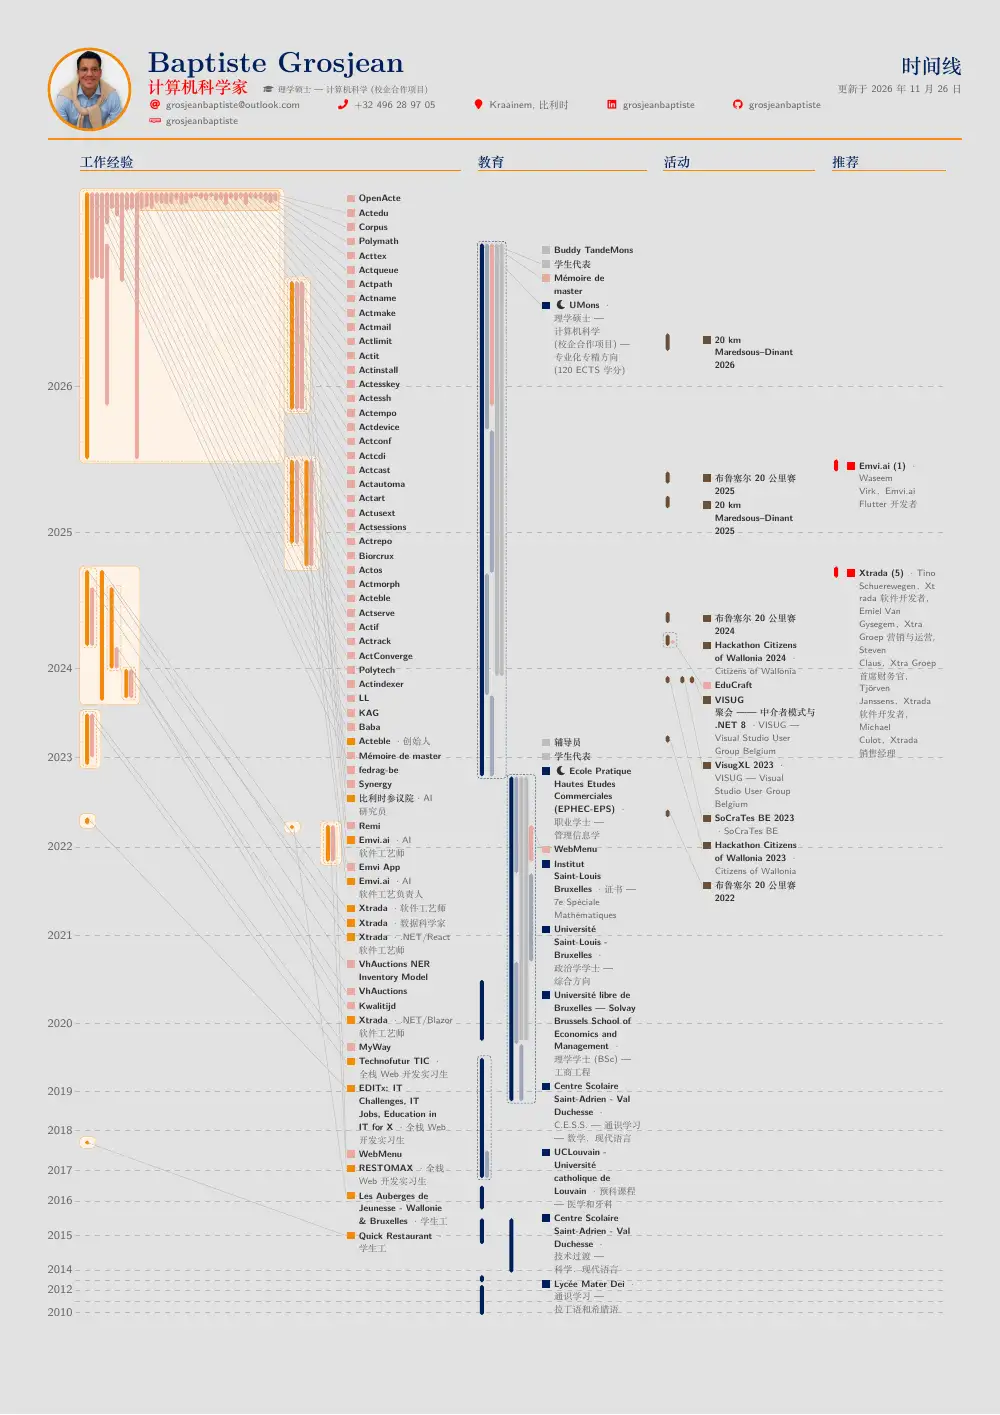 Baptiste Grosjean
时间线
计算机科学家
理学硕士 — 计算机科学 (校企合作项目)
更新于 2026 年 11 月 26 日
grosjeanbaptiste@outlook.com
+32 496 28 97 05
Kraainem, 比利时
grosjeanbaptiste
grosjeanbaptiste
grosjeanbaptiste
工作经验
教育
活动
推荐
2026
2025
2024
2023
2022
2021
2020
2019
2018
2017
2016
2015
2014
2012
2010
OpenActe
Actedu
Corpus
Polymath
Acttex
Actqueue
Actpath
Actname
Actmake
Actmail
Actlimit
Actit
Actinstall
Actesskey
Actessh
Actempo
Actdevice
Actconf
Actcdi
Actcast
Actautoma
Actart
Actusext
Actsessions
Actrepo
Biorcrux
Actos
Actmorph
Acteble
Actserve
Actif
Actrack
ActConverge
Polytech
Actindexer
LL
KAG
Baba
Acteble · 创始人
Mémoire de master
fedrag-be
Synergy
比利时参议院 · AI
研究员
Remi
Emvi.ai · AI
软件工艺师
Emvi App
Emvi.ai · AI
软件工艺负责人
Xtrada · 软件工艺师
Xtrada · 数据科学家
Xtrada · .NET/React
软件工艺师
VhAuctions NER
Inventory Model
VhAuctions
Kwalitijd
Xtrada · .NET/Blazor
软件工艺师
MyWay
Technofutur TIC ·
全栈 Web 开发实习生
EDITx: IT
Challenges, IT
Jobs, Education in
IT for X · 全栈 Web
开发实习生
WebMenu
RESTOMAX · 全栈
Web 开发实习生
Les Auberges de
Jeunesse - Wallonie
& Bruxelles · 学生工
Quick Restaurant ·
学生工
Buddy TandeMons
学生代表
Mémoire de
master
UMons ·
理学硕士 —
计算机科学
(校企合作项目) —
专业化专精方向
(120 ECTS 学分)
辅导员
学生代表
Ecole Pratique
Hautes Etudes
Commerciales
(EPHEC-EPS) ·
职业学士 —
管理信息学
WebMenu
Institut
Saint-Louis
Bruxelles · 证书 —
7e Spéciale
Mathématiques
Université
Saint-Louis -
Bruxelles ·
政治学学士 —
综合方向
Université libre de
Bruxelles — Solvay
Brussels School of
Economics and
Management ·
理学学士 (BSc) —
工商工程
Centre Scolaire
Saint-Adrien - Val
Duchesse ·
C.E.S.S. — 通识学习
— 数学、现代语言
UCLouvain -
Université
catholique de
Louvain · 预科课程
— 医学和牙科
Centre Scolaire
Saint-Adrien - Val
Duchesse ·
技术过渡 —
科学、现代语言
Lycée Mater Dei ·
通识学习 —
拉丁语和希腊语
20 km
Maredsous–Dinant
2026
布鲁塞尔 20 公里赛
2025
20 km
Maredsous–Dinant
2025
布鲁塞尔 20 公里赛
2024
Hackathon Citizens
of Wallonia 2024 ·
Citizens of Wallonia
EduCraft
VISUG
聚会 —— 中介者模式与
.NET 8 · VISUG —
Visual Studio User
Group Belgium
VisugXL 2023 ·
VISUG — Visual
Studio User Group
Belgium
SoCraTes BE 2023
· SoCraTes BE
Hackathon Citizens
of Wallonia 2023 ·
Citizens of Wallonia
布鲁塞尔 20 公里赛
2022
Emvi.ai (1) ·
Waseem
Virk、Emvi.ai
Flutter 开发者
Xtrada (5) · Tino
Schuerewegen、Xt
rada 软件开发者、
Emiel Van
Gysegem、Xtra
Groep 营销与运营、
Steven
Claus、Xtra Groep
首席财务官、
Tjörven
Janssens、Xtrada
软件开发者、
Michael
Culot、Xtrada
销售经理